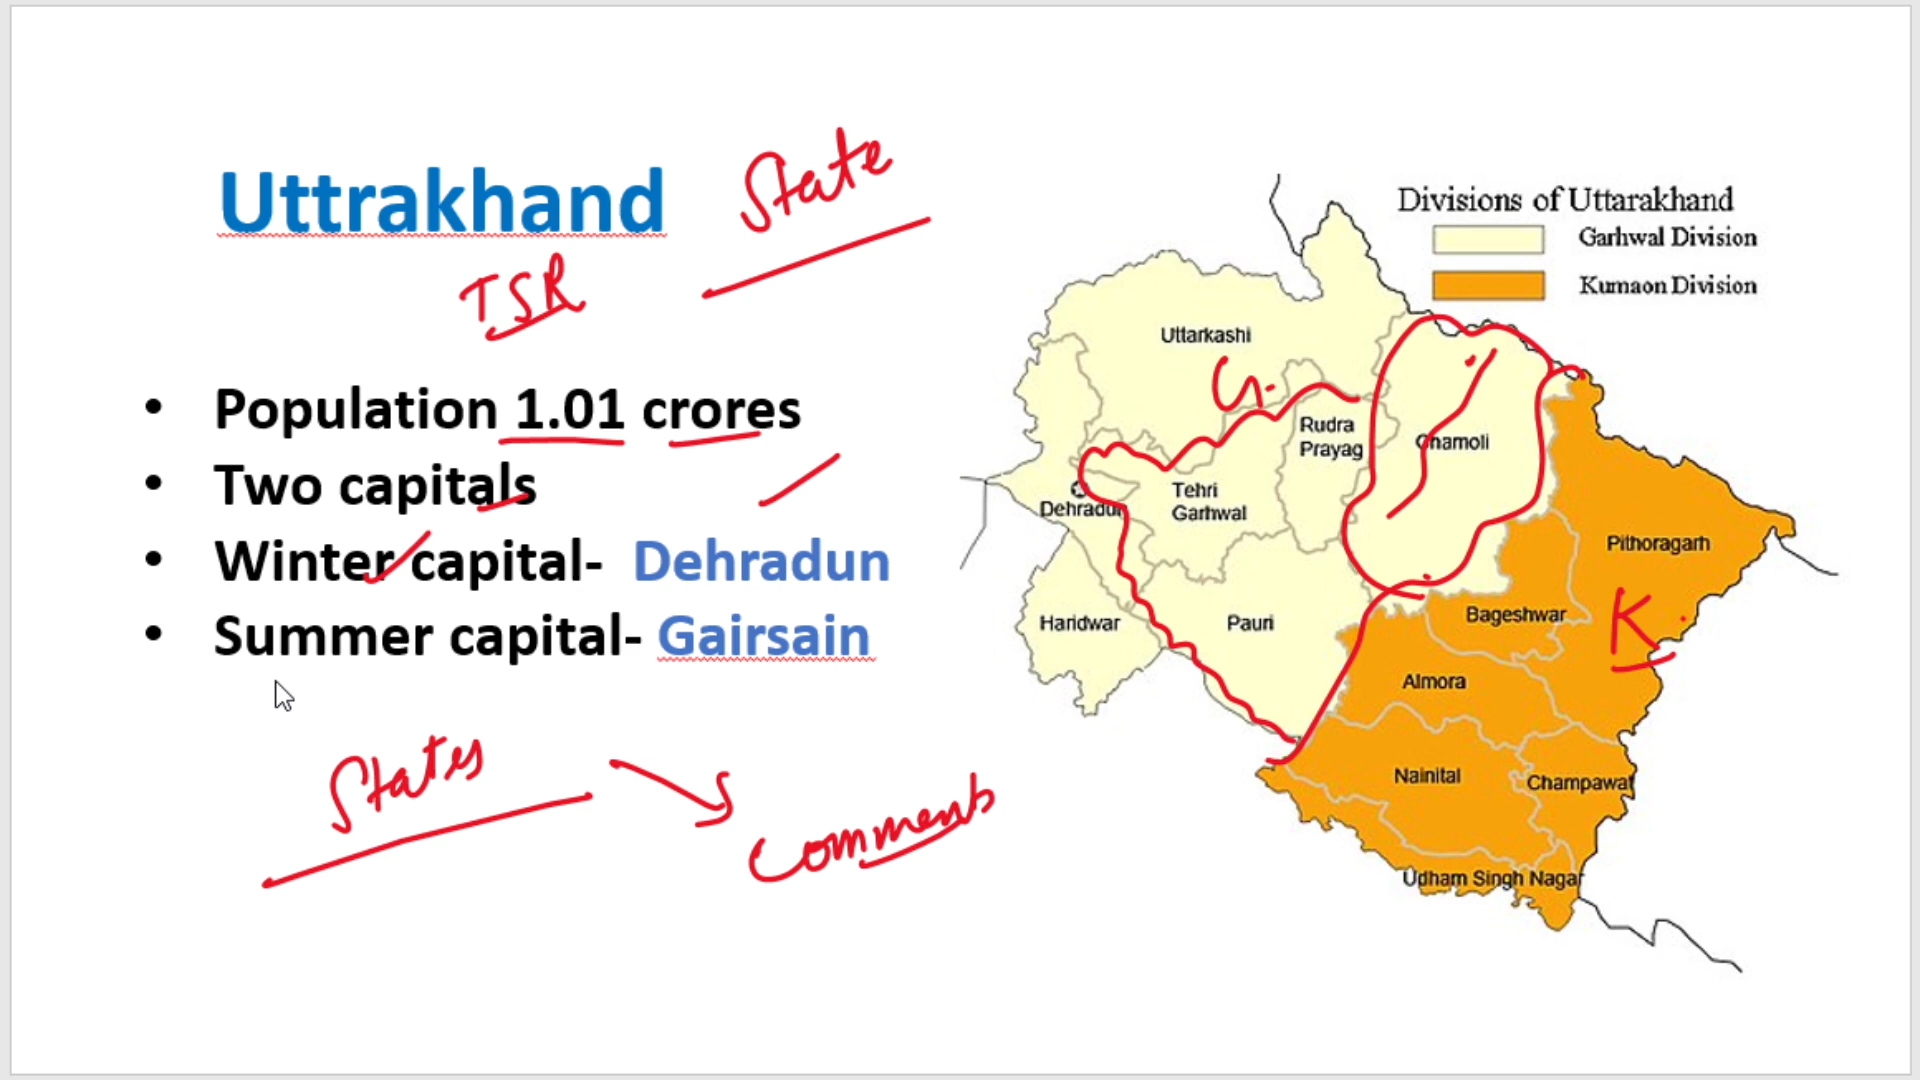 Uttrakhand
State
TSR
• Population 1.01 crores
• Two capitals
• Winter capital- Dehradun
• Summer capital- Gairsain
States
Comments
Divisions of Uttarakhand
Garhwal Division
Kumaon Division
Uttarkashi
G.
Rudra
Prayag
Chamoli
Tehri
Garhwal
Dehradun
Pithoragarh
Haridwar
Pauri
Bageshwar
K
Almora
Nainital
Champawat
Udham Singh Nagar